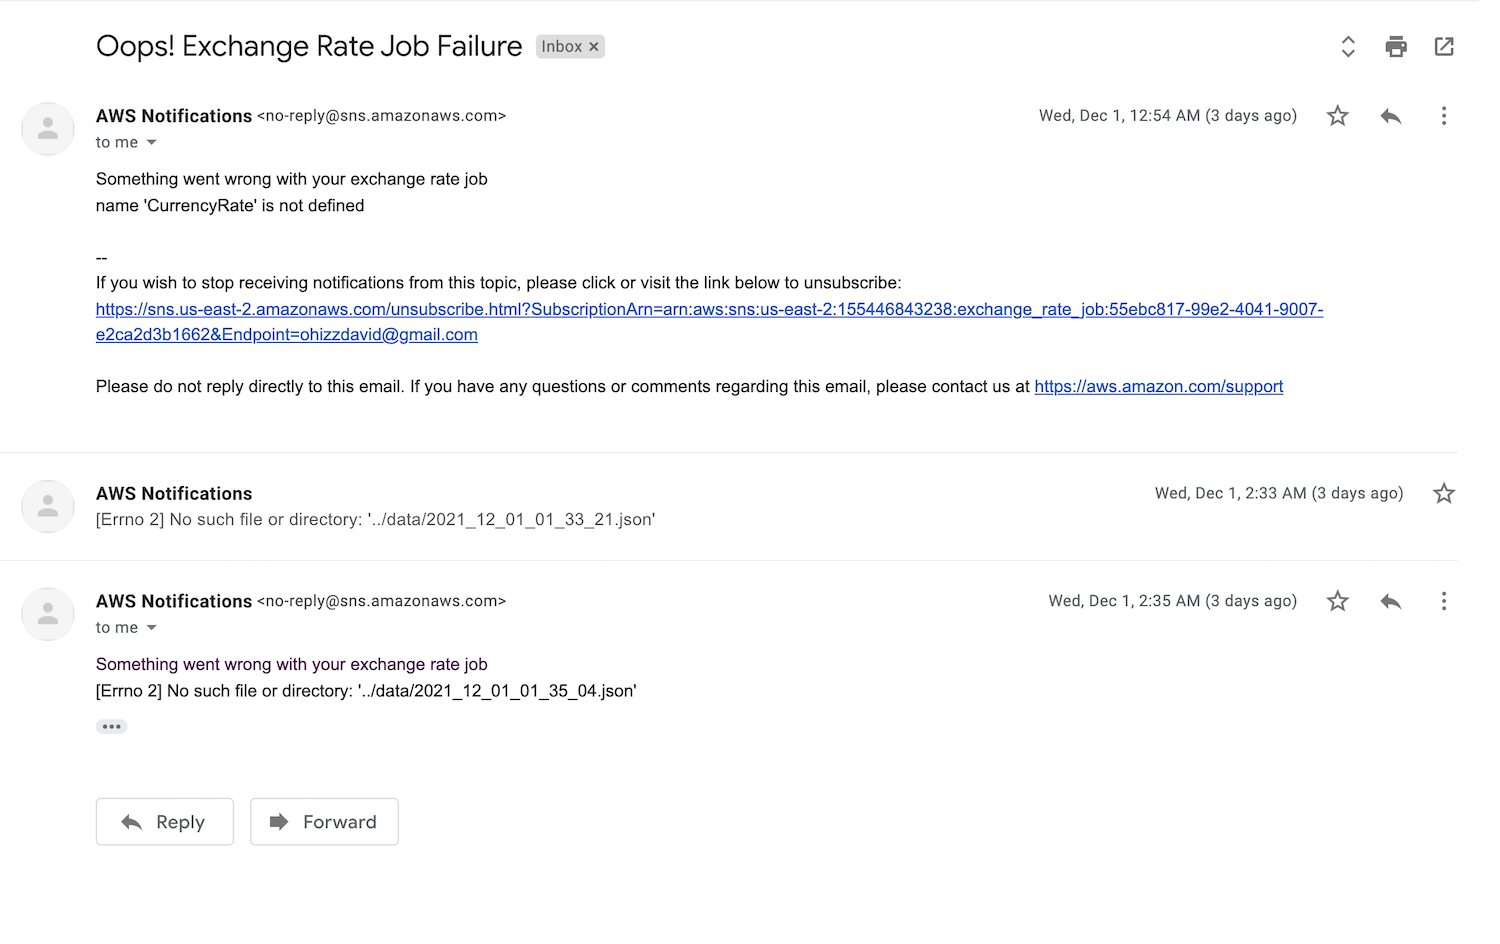 Oops! Exchange Rate Job Failure Inbox ×
AWS Notifications <no-reply@sns.amazonaws.com> Wed, Dec 1, 12:54 AM (3 days ago)
to me
Something went wrong with your exchange rate job
name 'CurrencyRate' is not defined
--
If you wish to stop receiving notifications from this topic, please click or visit the link below to unsubscribe:
https://sns.us-east-2.amazonaws.com/unsubscribe.html?SubscriptionArn=arn:aws:sns:us-east-2:155446843238:exchange_rate_job:55ebc817-99e2-4041-9007-
e2ca2d3b1662&Endpoint=ohizzdavid@gmail.com
Please do not reply directly to this email. If you have any questions or comments regarding this email, please contact us at https://aws.amazon.com/support
AWS Notifications Wed, Dec 1, 2:33 AM (3 days ago)
[Errno 2] No such file or directory: '../data/2021_12_01_01_33_21.json'
AWS Notifications <no-reply@sns.amazonaws.com> Wed, Dec 1, 2:35 AM (3 days ago)
to me
Something went wrong with your exchange rate job
[Errno 2] No such file or directory: '../data/2021_12_01_01_35_04.json'
Reply Forward